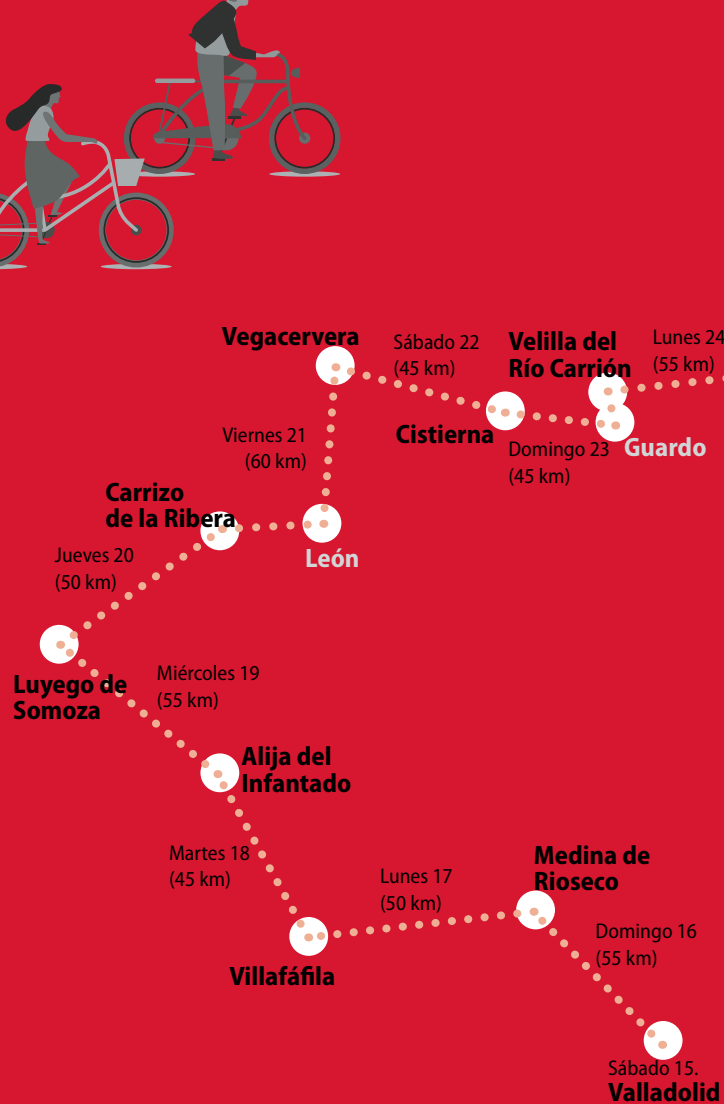 Vegacervera
Sábado 22
(45 km)
Velilla del
Río Carrión
Lunes 24
(55 km)
Cistierna
Domingo 23
(45 km)
Guardo
Viernes 21
(60 km)
Carrizo
de la Ribera
León
Jueves 20
(50 km)
Luyego de
Somoza
Miércoles 19
(55 km)
Alija del
Infantado
Martes 18
(45 km)
Lunes 17
(50 km)
Medina de
Rioseco
Villafáfila
Domingo 16
(55 km)
Sábado 15.
Valladolid